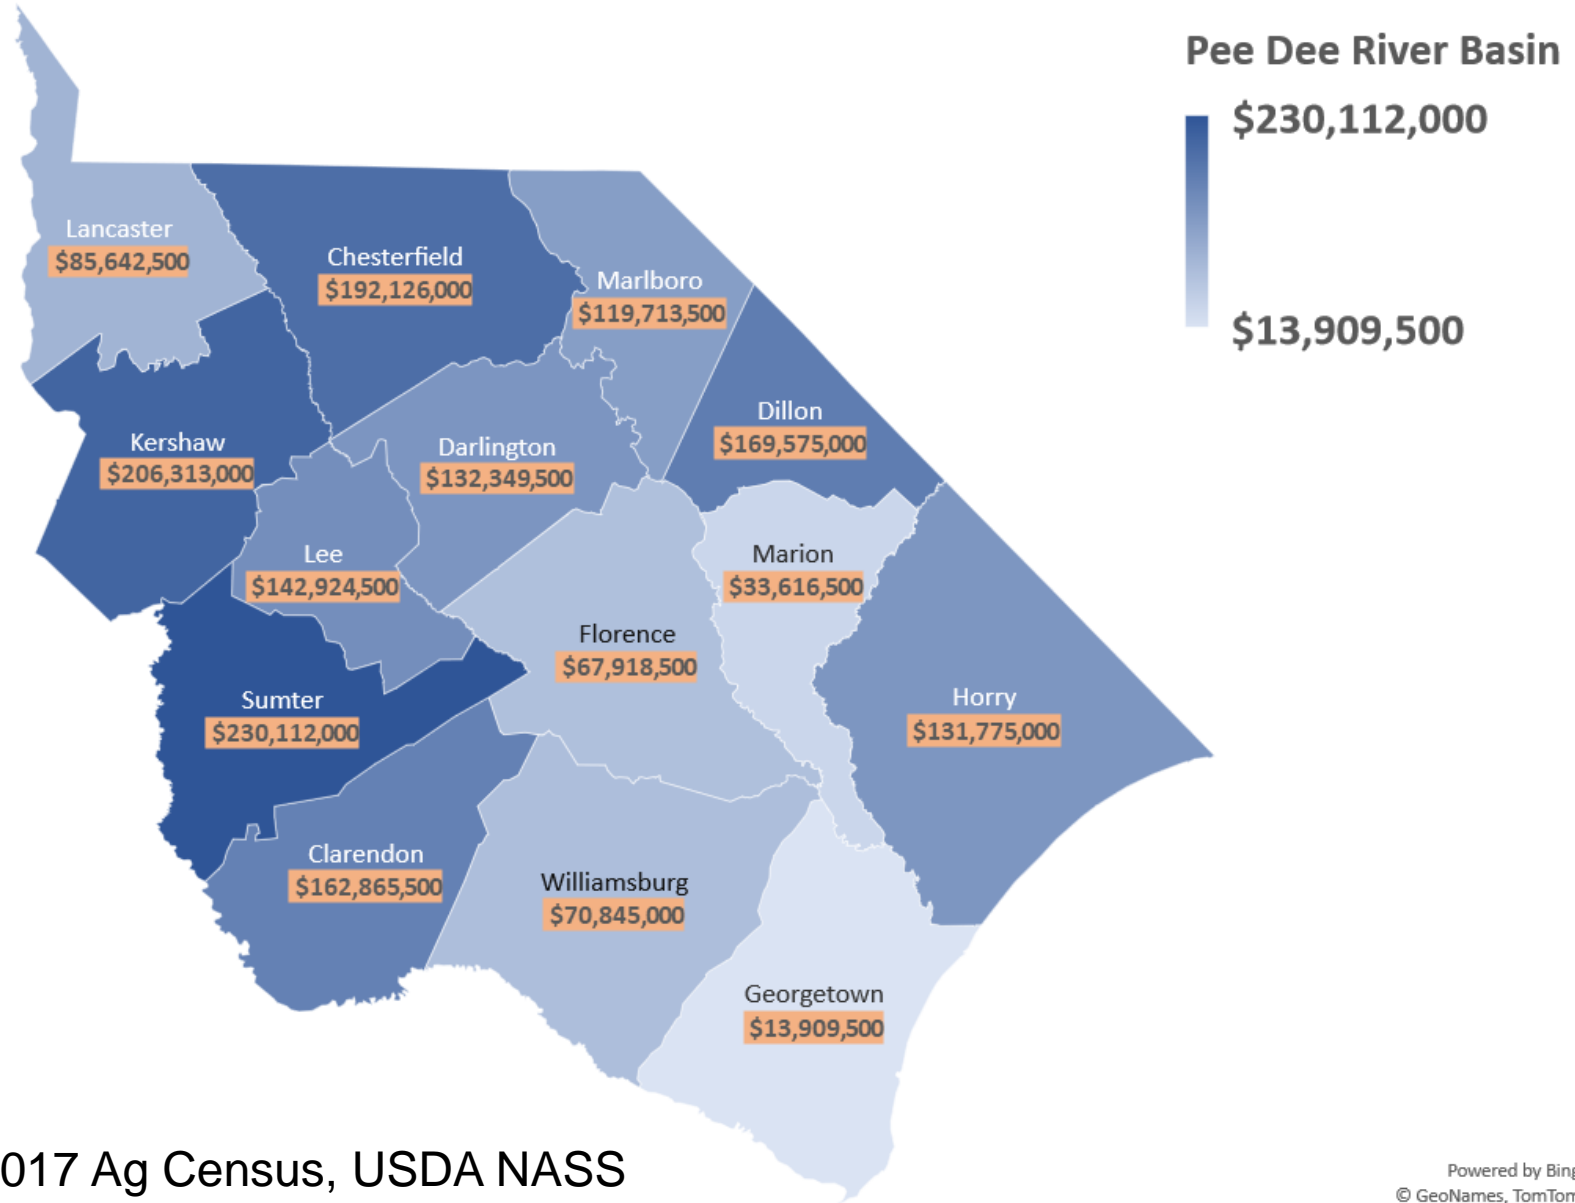 Pee Dee River Basin
$230,112,000
$13,909,500
Lancaster
$85,642,500
Chesterfield
$192,126,000
Marlboro
$119,713,500
Dillon
$169,575,000
Kershaw
$206,313,000
Darlington
$132,349,500
Lee
$142,924,500
Marion
$33,616,500
Florence
$67,918,500
Sumter
$230,112,000
Horry
$131,775,000
Clarendon
$162,865,500
Williamsburg
$70,845,000
Georgetown
$13,909,500
017 Ag Census, USDA NASS
Powered by Bing
© GeoNames, TomTom